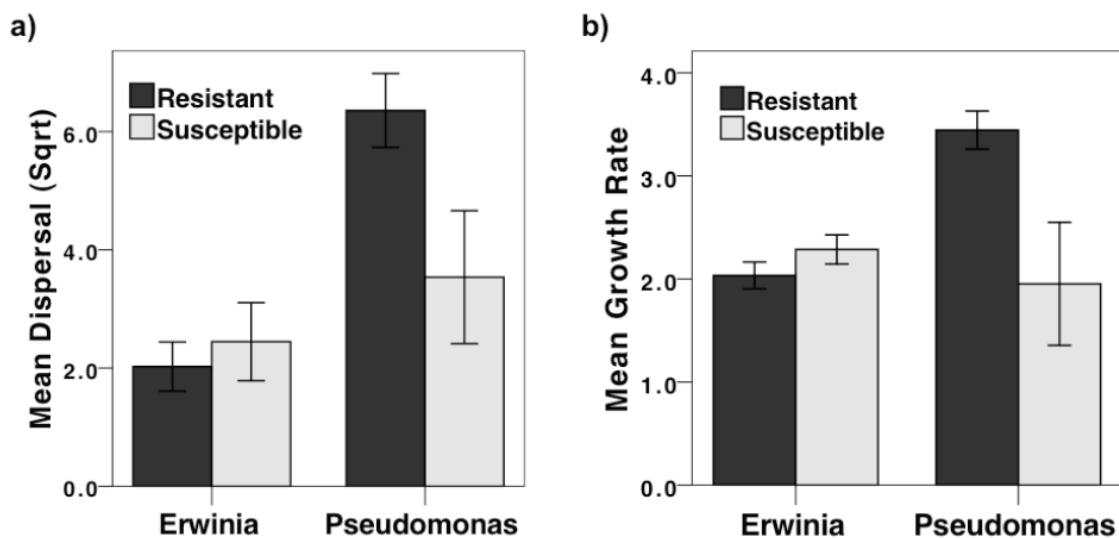 a)
Mean Dispersal (Sqrt)
6.0
4.0
2.0
0.0
Resistant
Susceptible
Erwinia
Pseudomonas
b)
Mean Growth Rate
4.0
3.0
2.0
1.0
0.0
Resistant
Susceptible
Erwinia
Pseudomonas